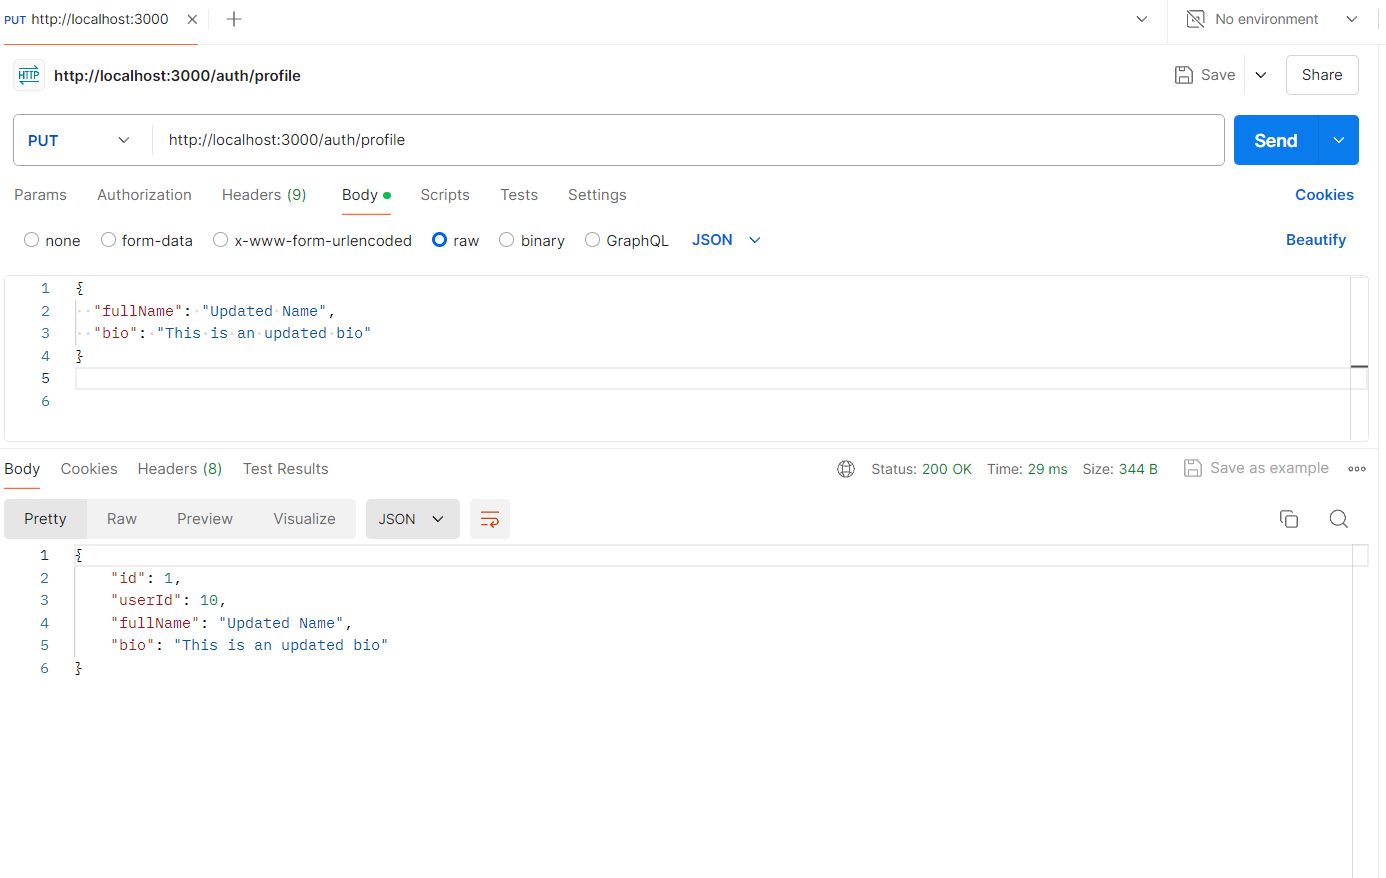 PUT http://localhost:3000
No environment
HTTP http://localhost:3000/auth/profile
Save
Share
PUT http://localhost:3000/auth/profile
Send
Params Authorization Headers (9) Body Scripts Tests Settings Cookies
none form-data x-www-form-urlencoded raw binary GraphQL JSON Beautify
1 {
2 "fullName": "Updated Name",
3 "bio": "This is an updated bio"
4 }
5
6
Body Cookies Headers (8) Test Results Status: 200 OK Time: 29 ms Size: 344 B Save as example
Pretty Raw Preview Visualize JSON
1 {
2 "id": 1,
3 "userId": 10,
4 "fullName": "Updated Name",
5 "bio": "This is an updated bio"
6 }